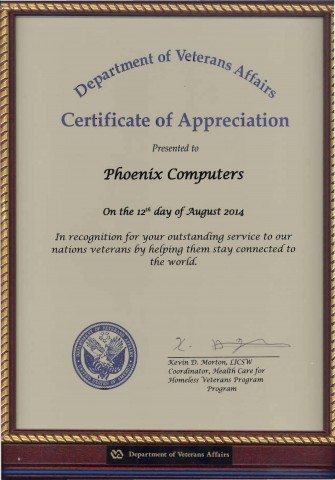 Department of Veterans Affairs
Certificate of Appreciation
Presented to
Phoenix Computers
On the 12th day of August 2014
In recognition for your outstanding service to our
nations veterans by helping them stay connected to
the world.
Kevin D. Morton, LICSW
Coordinator, Health Care for
Homeless Veterans Program
Program
Department of Veterans Affairs